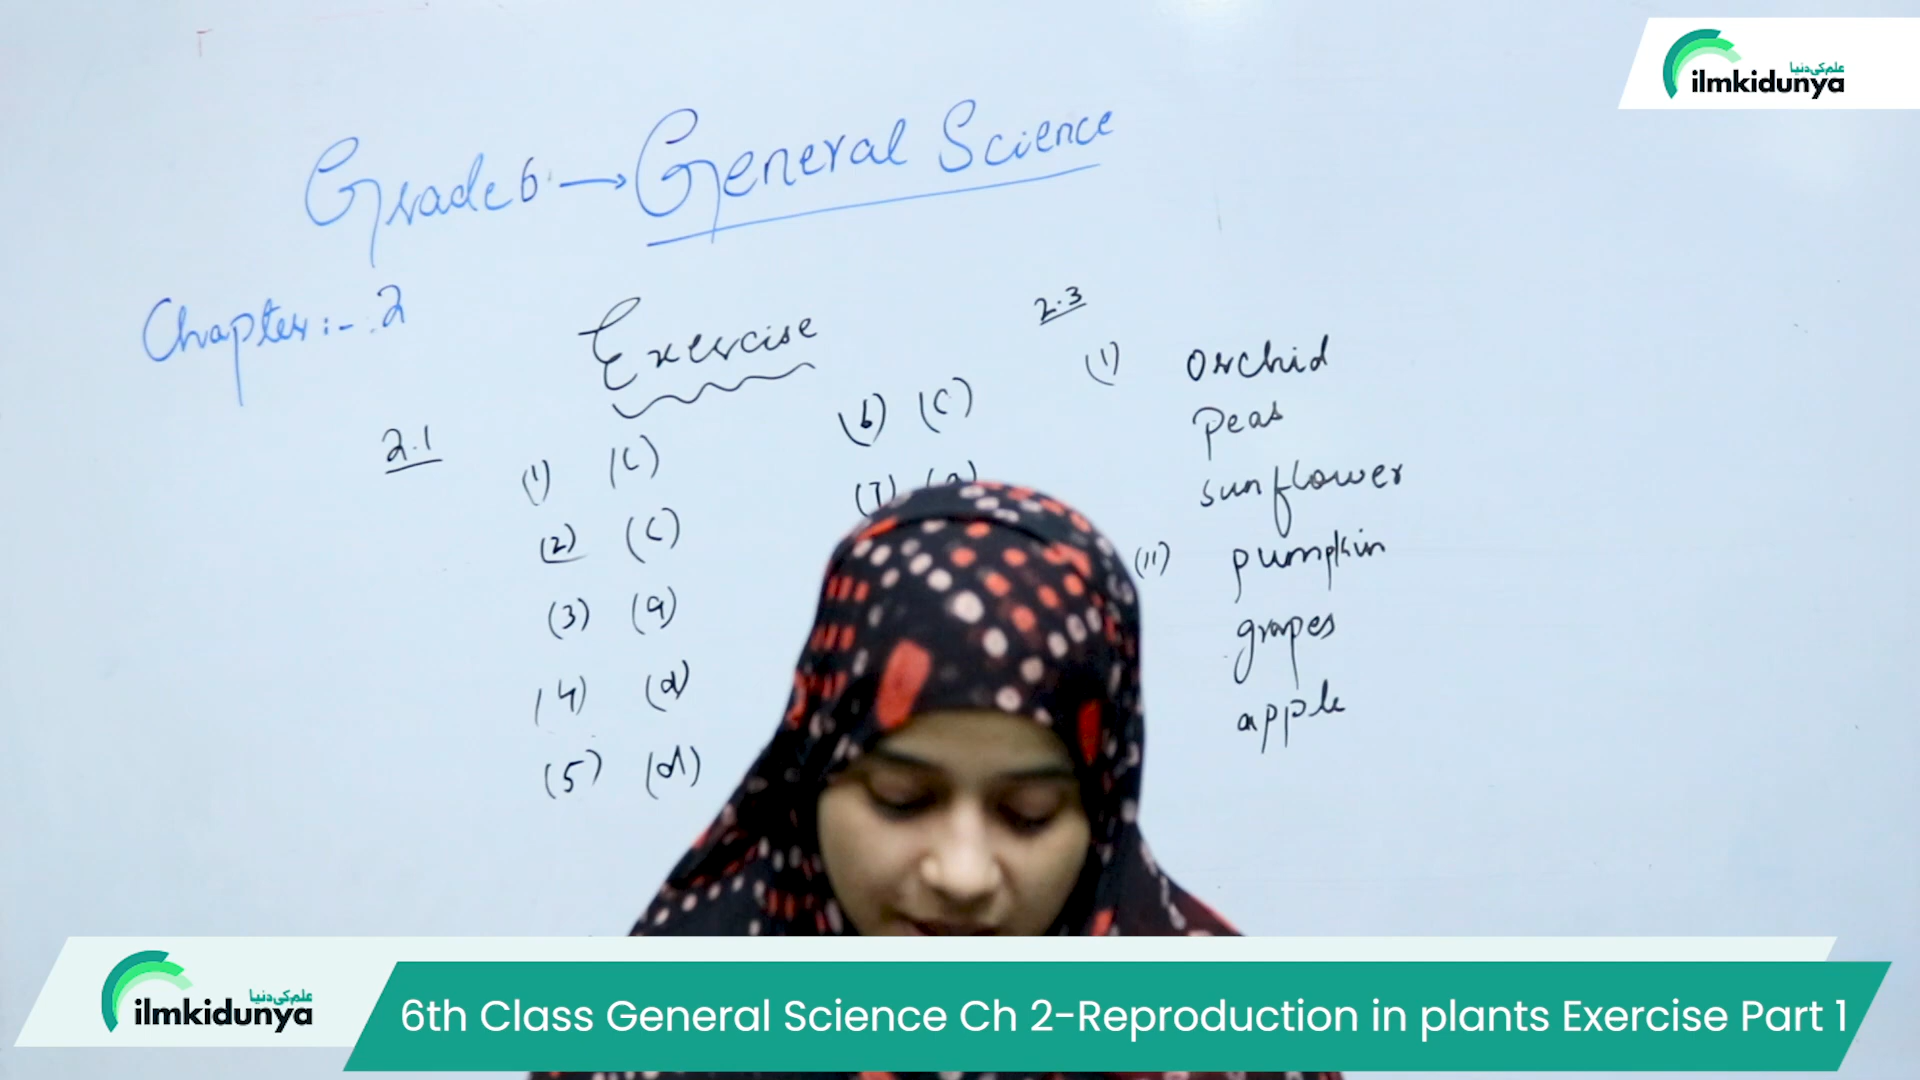 علم کی دنیا
ilmkidunya
Grade 6 → General Science
Chapter :- 2
Exercise
2.1
(1) (C)
(2) (C)
(3) (a)
(4) (d)
(5) (d)
(6) (C)
(7) (a)
2.3
(I) Orchid
Peas
sunflower
(II) pumpkin
grapes
apple
علم کی دنیا
ilmkidunya
6th Class General Science Ch 2-Reproduction in plants Exercise Part 1